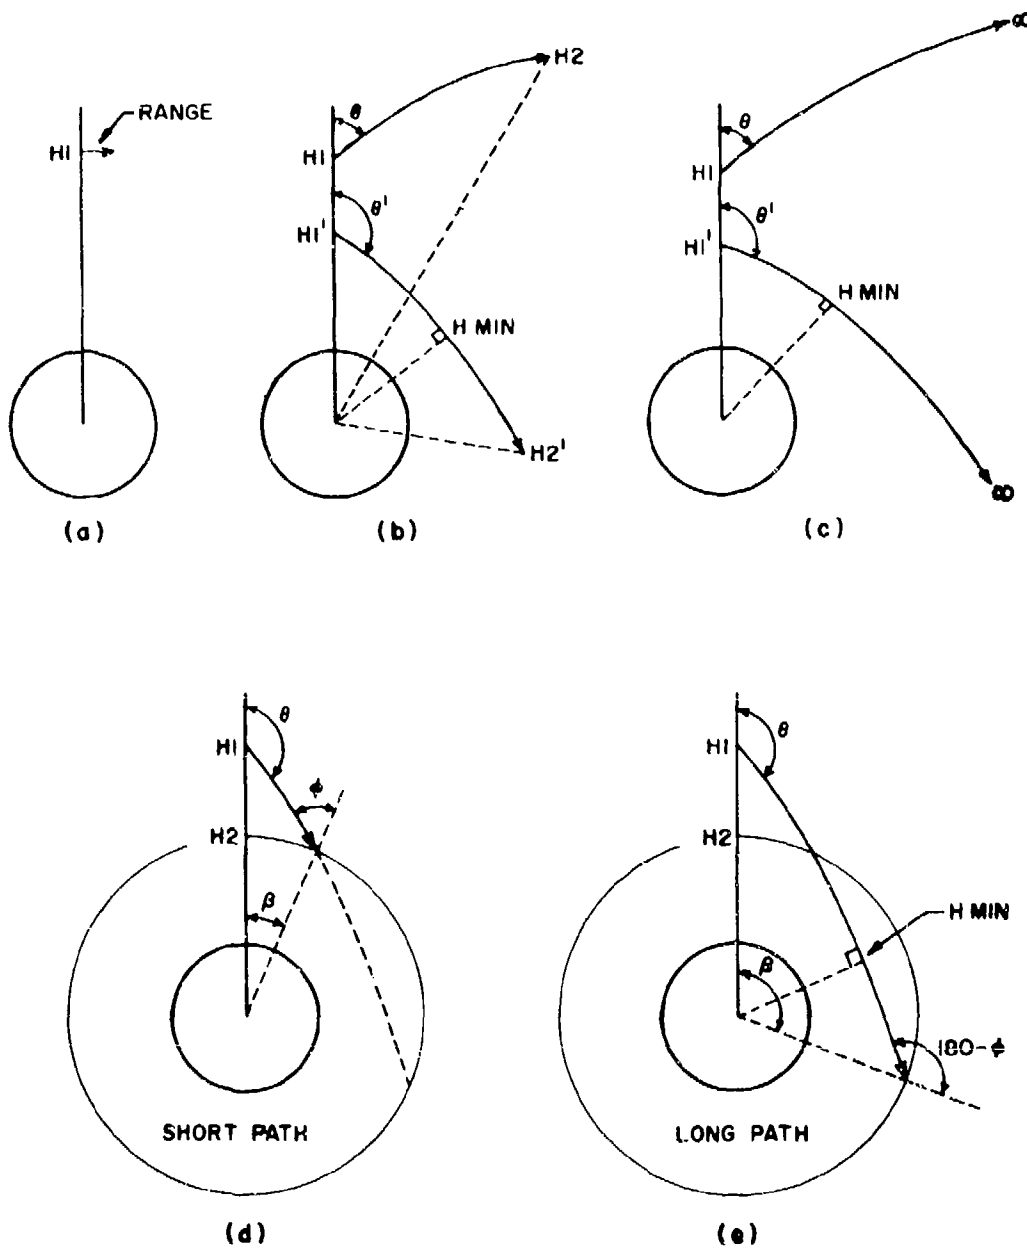 RANGE
H1
(a)
θ
H2
H1
θ'
H1'
H MIN
H2'
(b)
∞
θ
H1
θ'
H1'
H MIN
∞
(c)
θ
H1
ϕ
H2
β
SHORT PATH
(d)
θ
H1
H2
H MIN
β
180-ϕ
LONG PATH
(e)